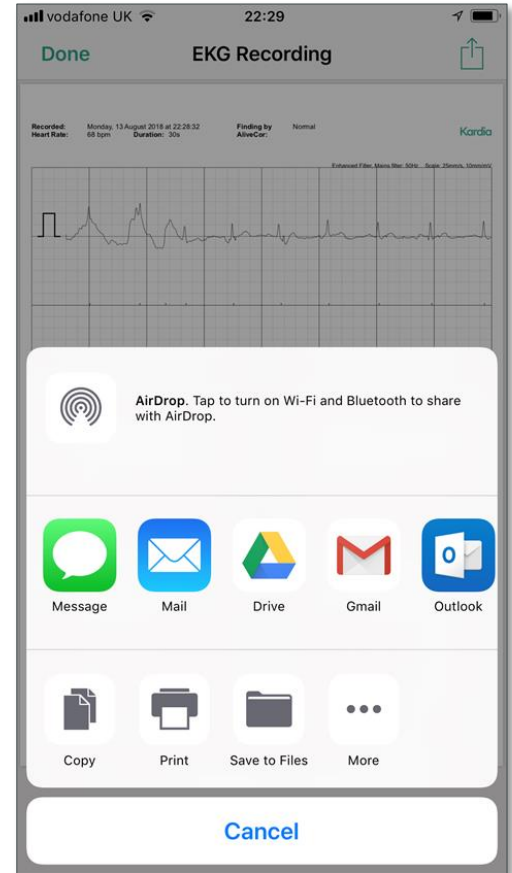 vodafone UK 22:29
Done EKG Recording
Recorded: Monday, 13 August 2018 at 22:28:32 Finding by Normal
Heart Rate: 68 bpm Duration: 30s AliveCor: Kardia
Enhanced Filter, Mains filter: 50Hz Scale: 25mm/s, 10mm/mV
AirDrop. Tap to turn on Wi-Fi and Bluetooth to share
with AirDrop.
Message Mail Drive Gmail Outlook
Copy Print Save to Files More
Cancel